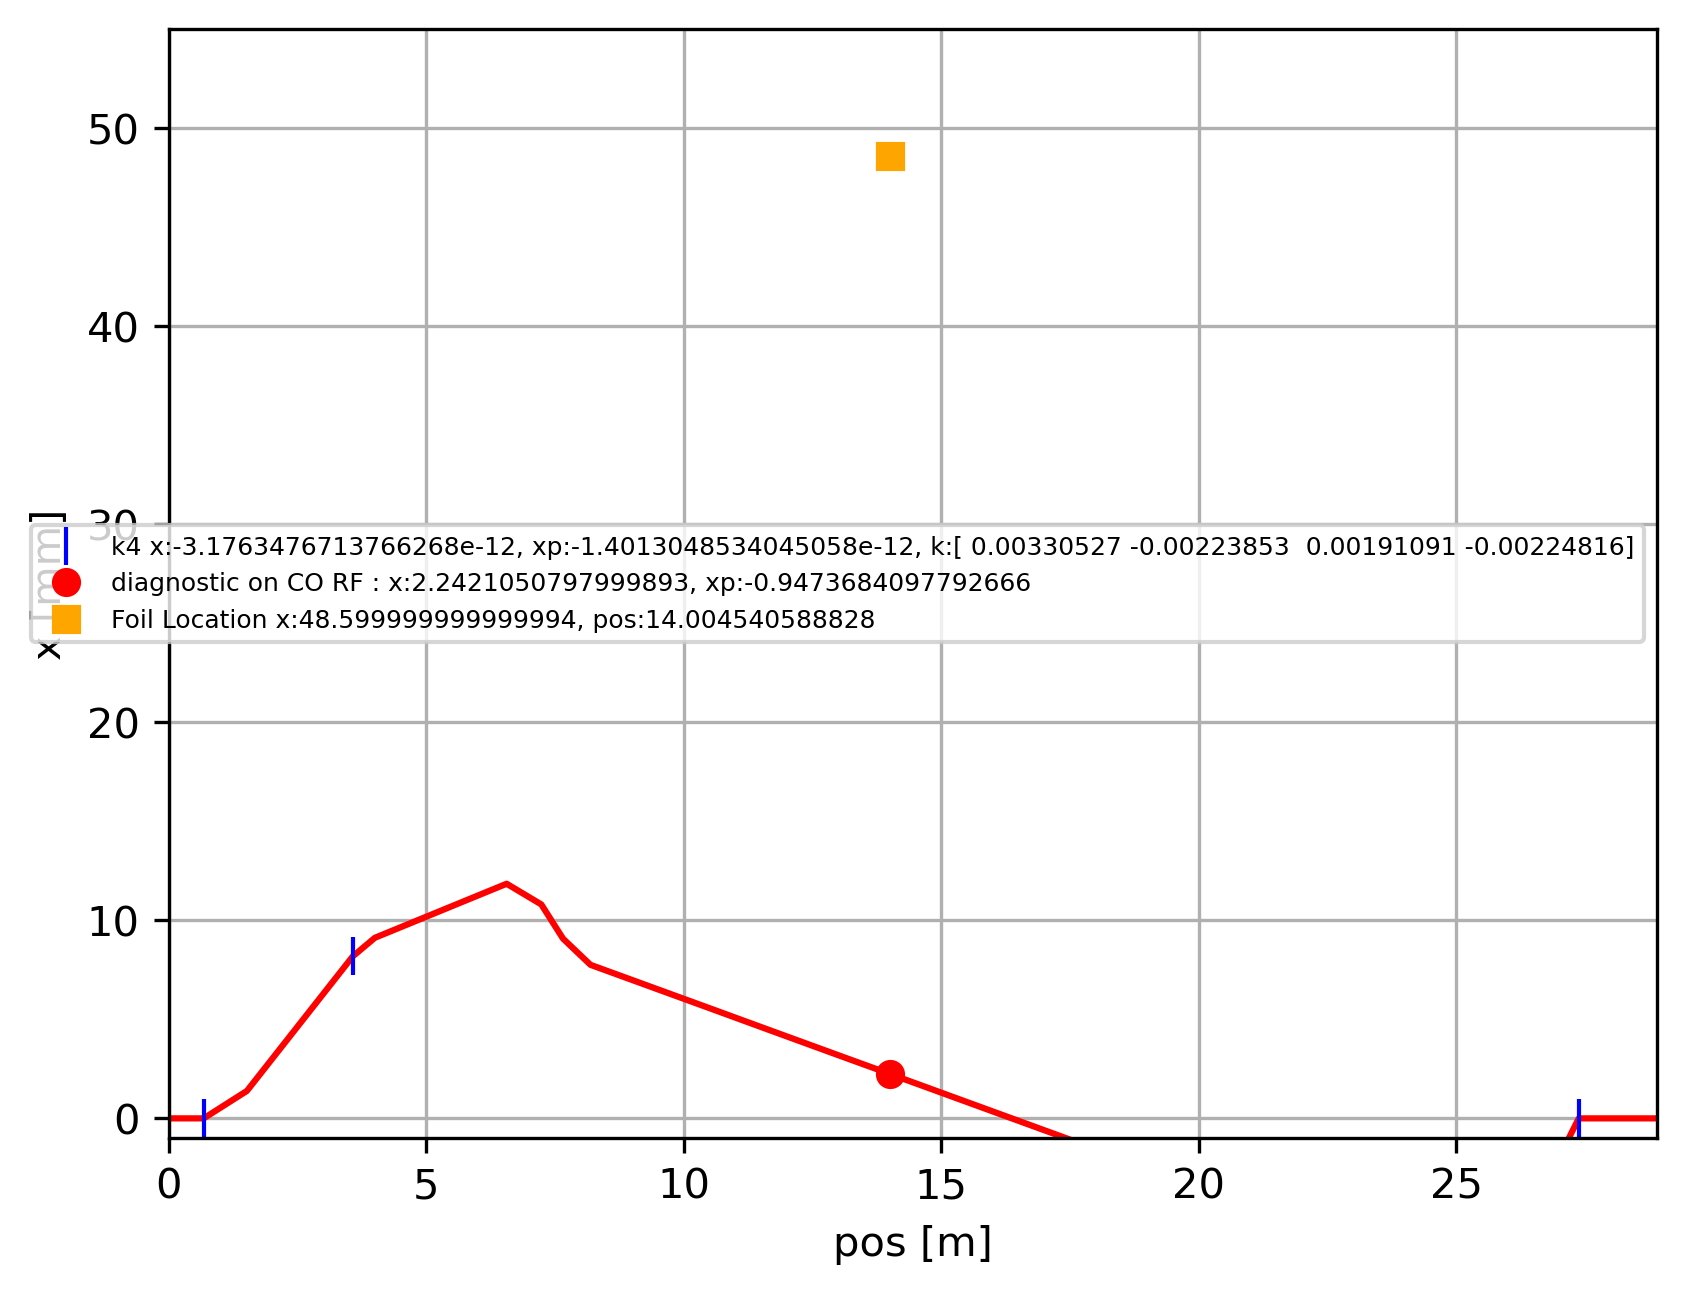 50
40
30
20
10
0
x [mm]
k4 x:-3.1763476713766268e-12, xp:-1.4013048534045058e-12, k:[ 0.00330527 -0.00223853  0.00191091 -0.00224816]
diagnostic on CO RF : x:2.2421050797999893, xp:-0.9473684097792666
Foil Location x:48.599999999999994, pos:14.004540588828
0 5 10 15 20 25
pos [m]